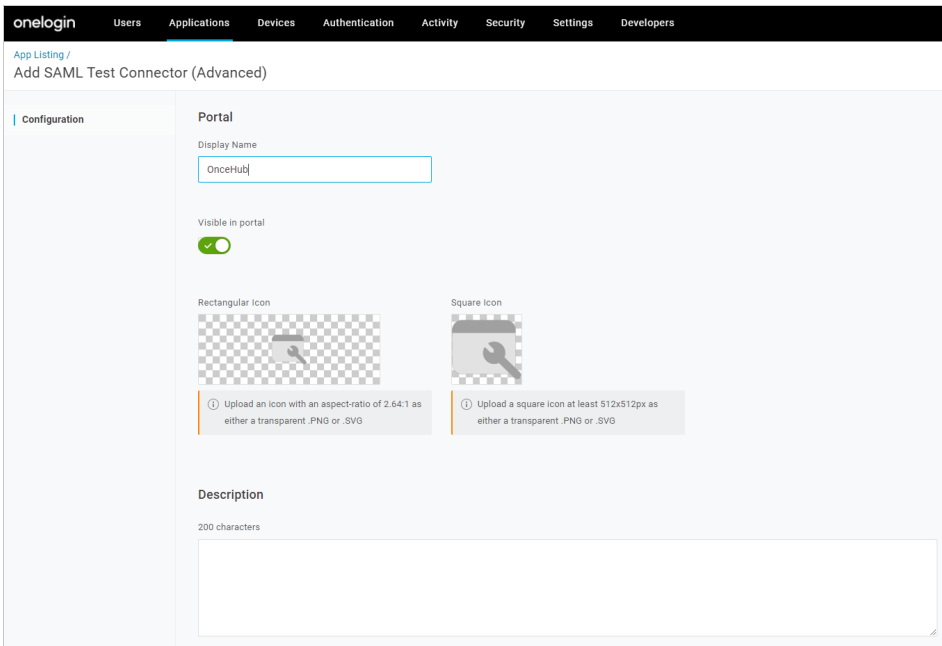 onelogin Users Applications Devices Authentication Activity Security Settings Developers
App Listing /
Add SAML Test Connector (Advanced)
Configuration
Portal
Display Name
OnceHub
Visible in portal
Rectangular Icon
Square Icon
Upload an icon with an aspect-ratio of 2.64:1 as
either a transparent .PNG or .SVG
Upload a square icon at least 512x512px as
either a transparent .PNG or .SVG
Description
200 characters